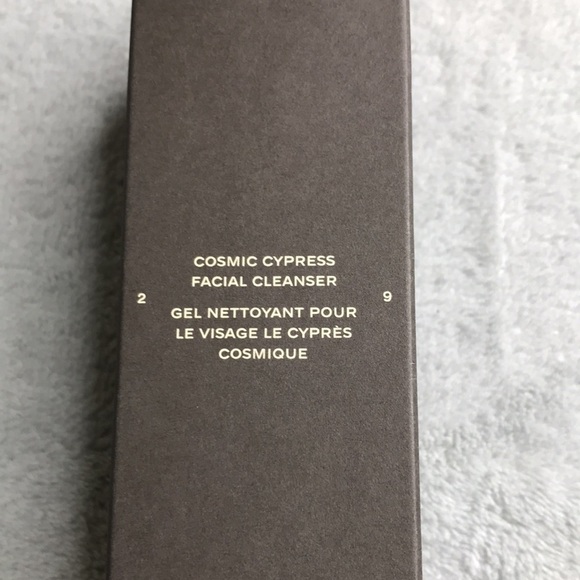 COSMIC CYPRESS
FACIAL CLEANSER
2
9
GEL NETTOYANT POUR
LE VISAGE LE CYPRÈS
COSMIQUE